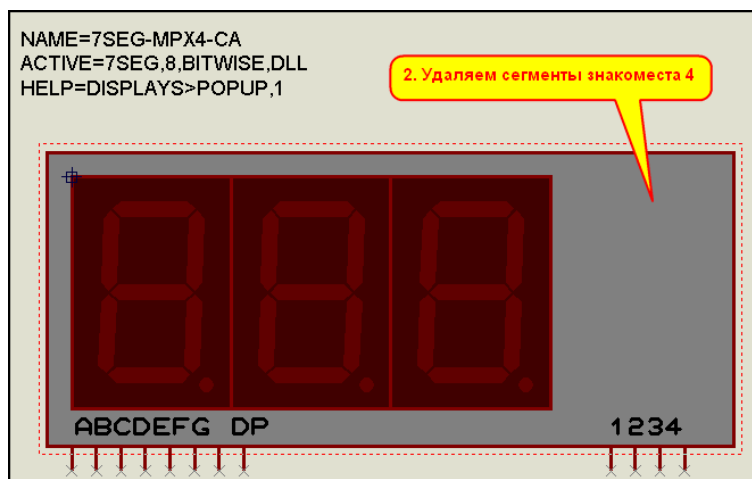 NAME=7SEG-MPX4-CA
ACTIVE=7SEG,8,BITWISE,DLL
HELP=DISPLAYS>POPUP,1
2. Удаляем сегменты знакоместа 4
ABCDEFG DP
1234